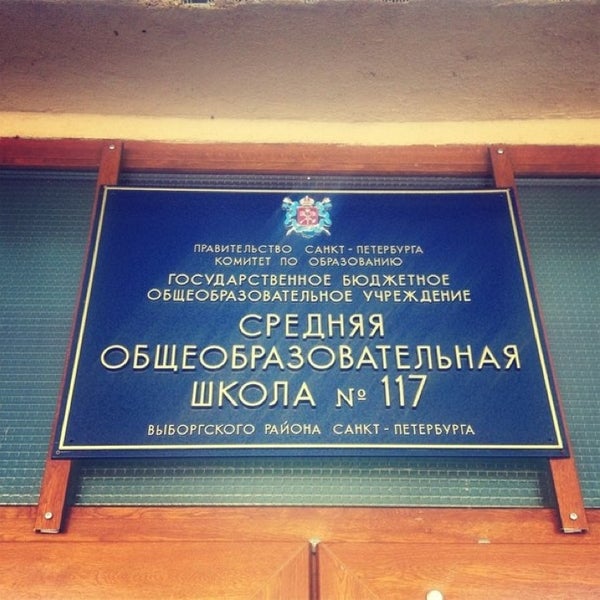 ПРАВИТЕЛЬСТВО САНКТ-ПЕТЕРБУРГА
КОМИТЕТ ПО ОБРАЗОВАНИЮ
ГОСУДАРСТВЕННОЕ БЮДЖЕТНОЕ
ОБЩЕОБРАЗОВАТЕЛЬНОЕ УЧРЕЖДЕНИЕ
СРЕДНЯЯ
ОБЩЕОБРАЗОВАТЕЛЬНАЯ
ШКОЛА № 117
ВЫБОРГСКОГО РАЙОНА САНКТ-ПЕТЕРБУРГА